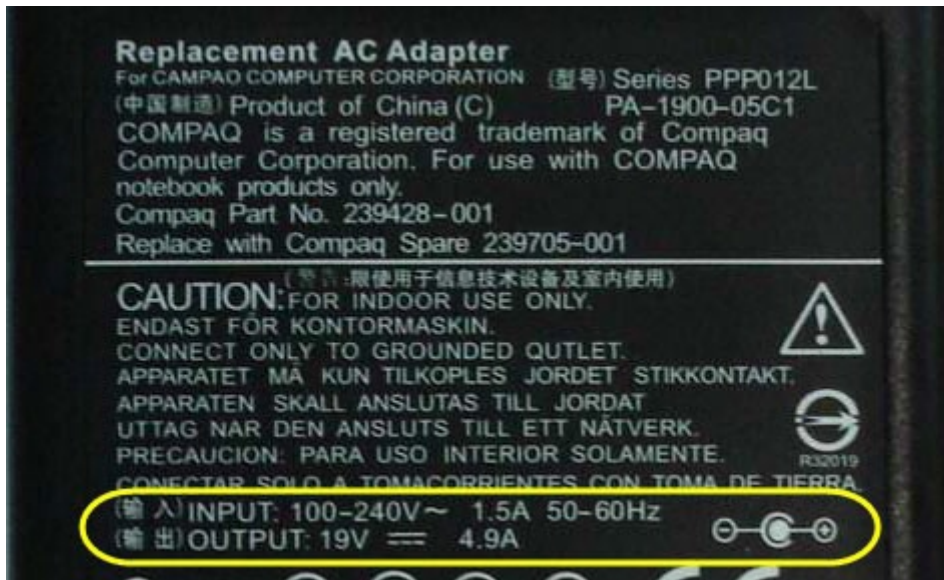 Replacement AC Adapter
For CAMPAO COMPUTER CORPORATION (型号) Series PPP012L
(中国制造) Product of China (C) PA-1900-05C1
COMPAQ is a registered trademark of Compaq
Computer Corporation. For use with COMPAQ
notebook products only.
Compaq Part No. 239428-001
Replace with Compaq Spare 239705-001
CAUTION: (警告:限使用于信息技术设备及室内使用)
FOR INDOOR USE ONLY.
ENDAST FÖR KONTORMASKIN.
CONNECT ONLY TO GROUNDED QUTLET.
APPARATET MÅ KUN TILKOPLES JORDET STIKKONTAKT.
APPARATEN SKALL ANSLUTAS TILL JORDAT
UTTAG NAR DEN ANSLUTS TILL ETT NÄTVERK.
PRECAUCION: PARA USO INTERIOR SOLAMENTE.
R32019
CONECTAR SOLO A TOMACORRIENTES CON TOMA DE TIERRA.
(输入) INPUT: 100-240V~ 1.5A 50-60Hz
(输出) OUTPUT: 19V ⎓ 4.9A